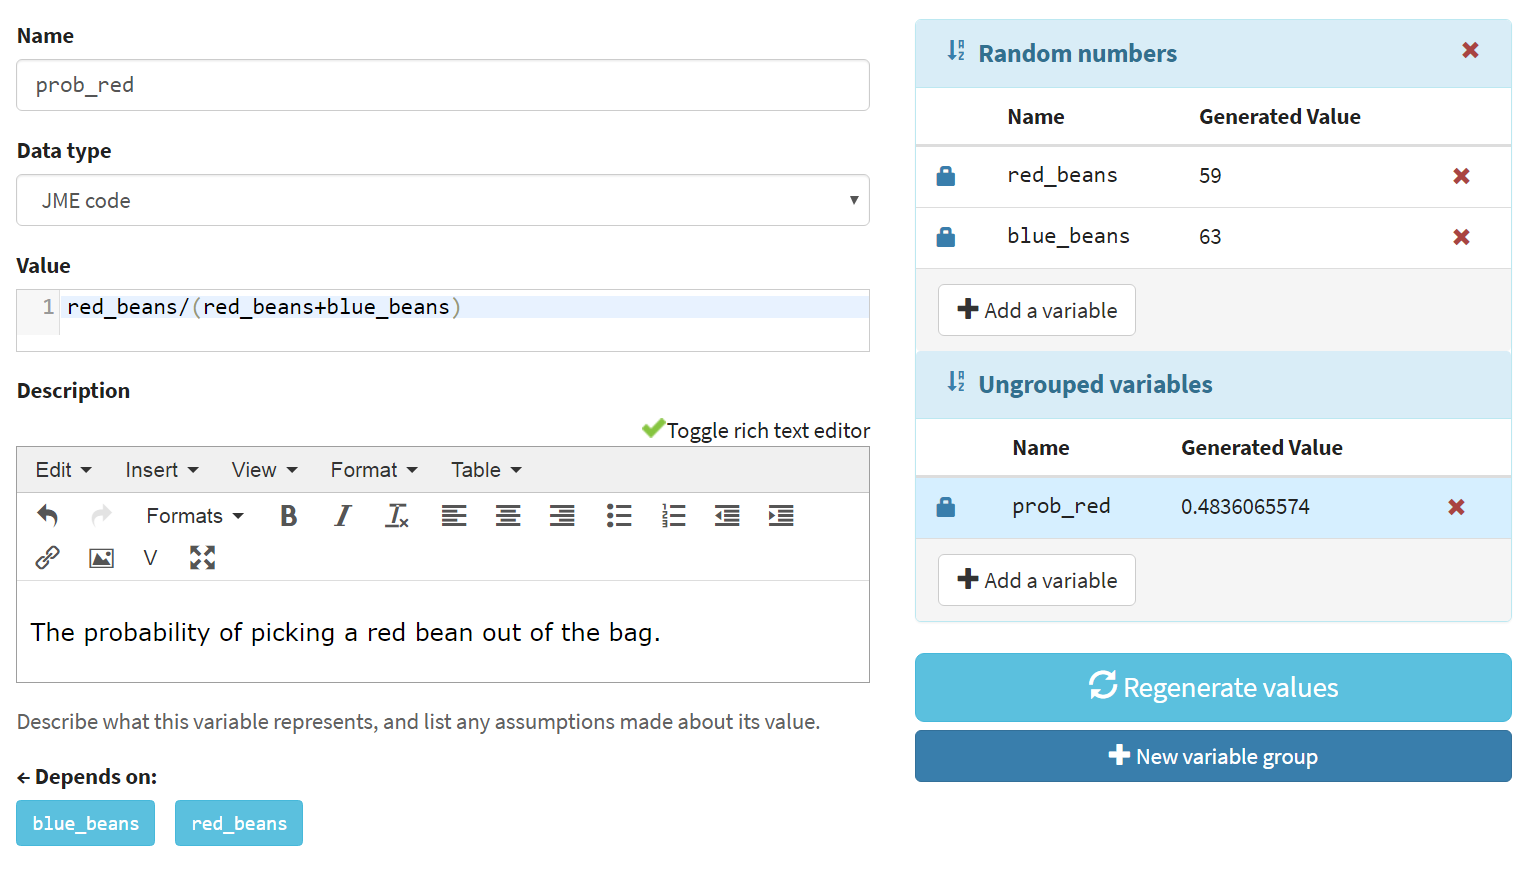 Name
prob_red
Data type
JME code
Value
1 red_beans/(red_beans+blue_beans)
Description
Toggle rich text editor
Edit Insert View Format Table
Formats B I Tx
V
The probability of picking a red bean out of the bag.
Describe what this variable represents, and list any assumptions made about its value.
← Depends on:
blue_beans red_beans
Random numbers
Name Generated Value
red_beans 59
blue_beans 63
Add a variable
Ungrouped variables
Name Generated Value
prob_red 0.4836065574
Add a variable
Regenerate values
New variable group